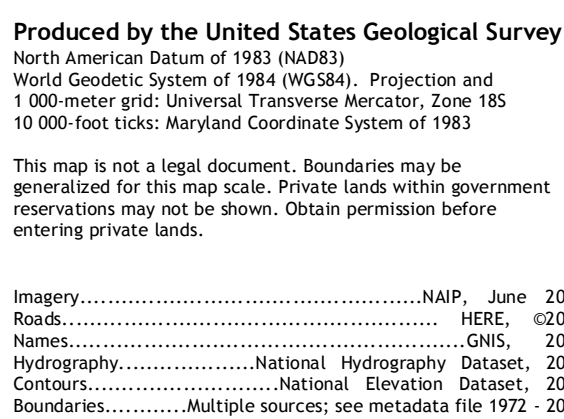 Produced by the United States Geological Survey
North American Datum of 1983 (NAD83)
World Geodetic System of 1984 (WGS84).  Projection and
1 000-meter grid: Universal Transverse Mercator, Zone 18S
10 000-foot ticks: Maryland Coordinate System of 1983
This map is not a legal document. Boundaries may be
generalized for this map scale. Private lands within government
reservations may not be shown. Obtain permission before
entering private lands.
Imagery.................................................NAIP, June 20
Roads...................................................... HERE, ©20
Names.........................................................GNIS, 20
Hydrography....................National Hydrography Dataset, 20
Contours............................National Elevation Dataset, 20
Boundaries............Multiple sources; see metadata file 1972 - 20